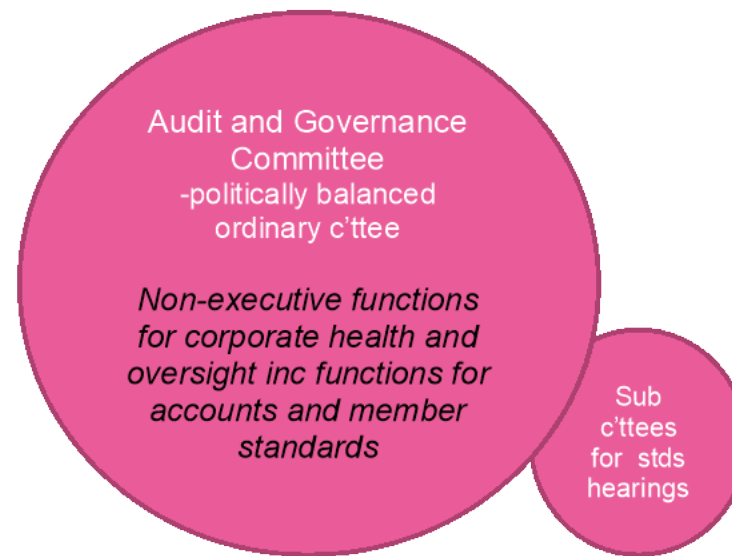 Audit and Governance
Committee
-politically balanced
ordinary c'ttee
Non-executive functions
for corporate health and
oversight inc functions for
accounts and member
standards
Sub
c'ttees
for stds
hearings